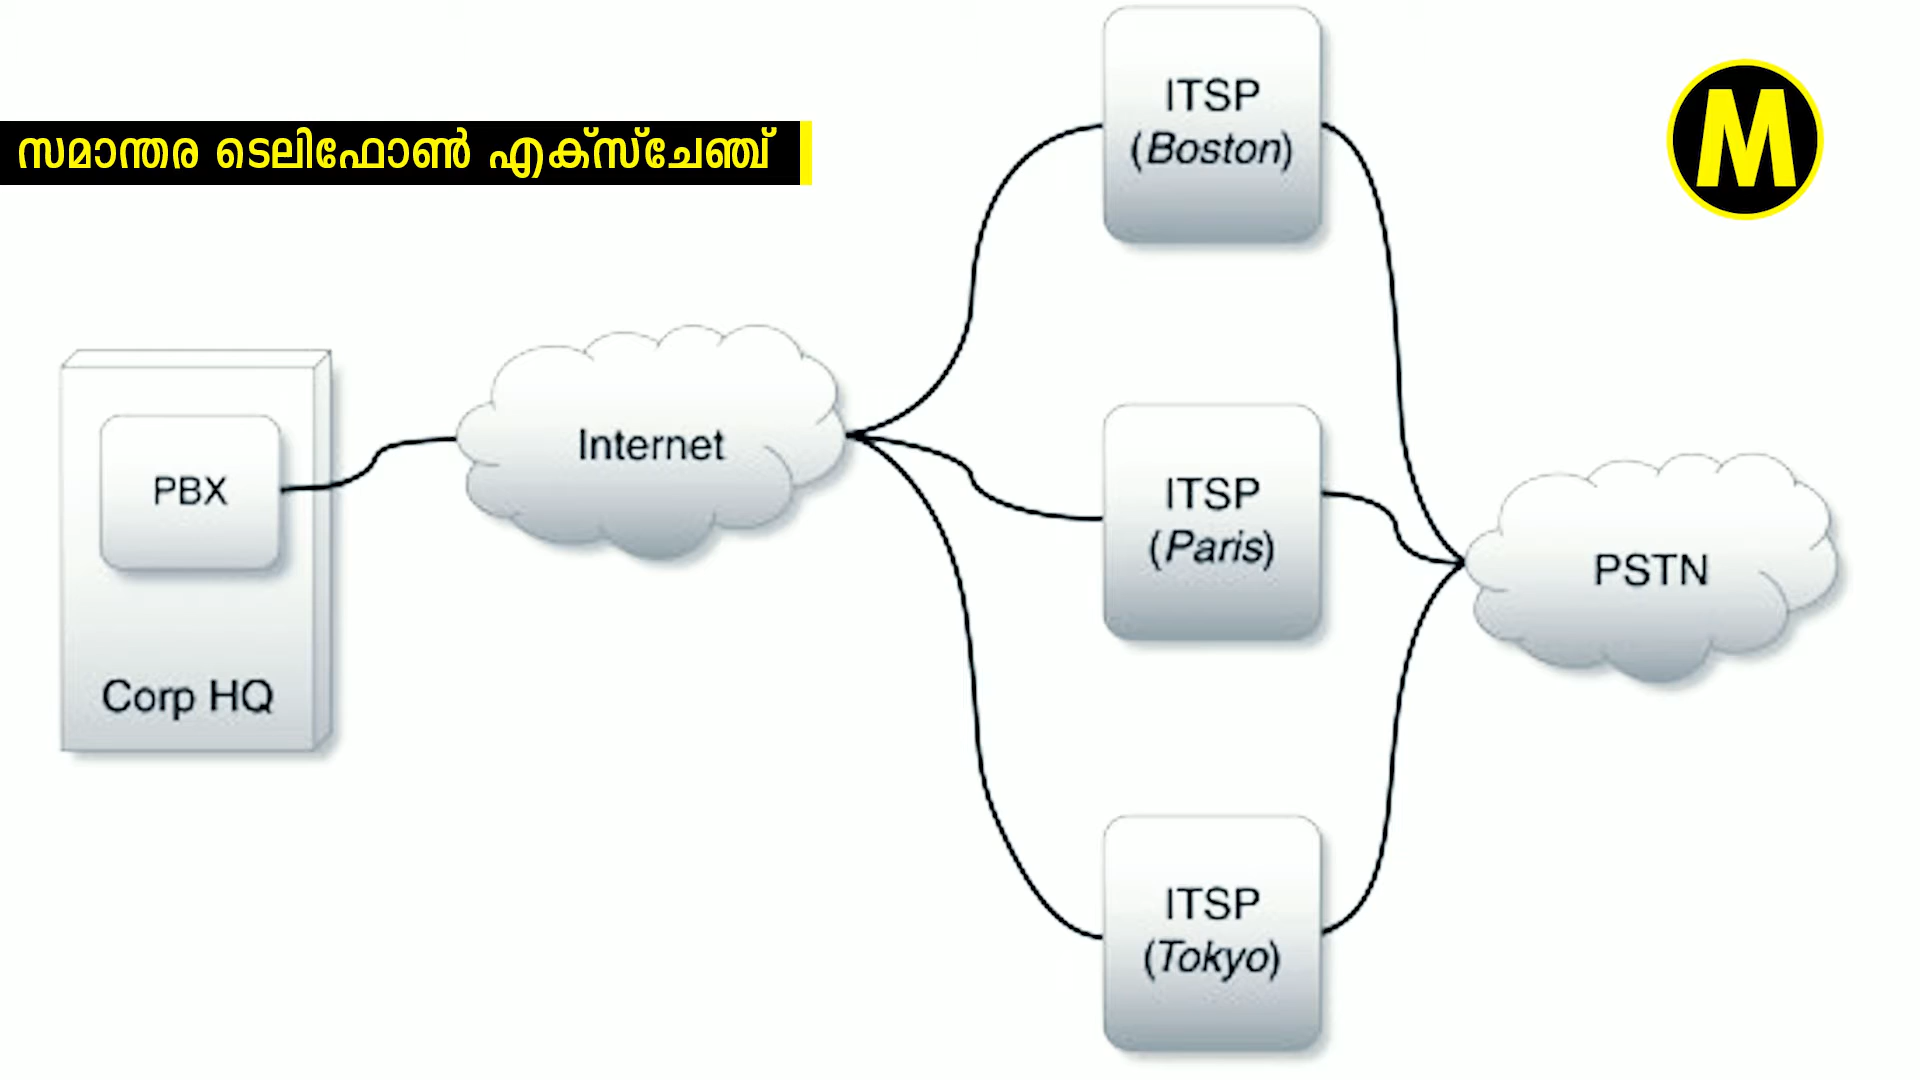 സമാന്തര ടെലിഫോൺ എക്സ്ചേഞ്ച്
M
ITSP
(Boston)
PBX
Corp HQ
Internet
ITSP
(Paris)
PSTN
ITSP
(Tokyo)